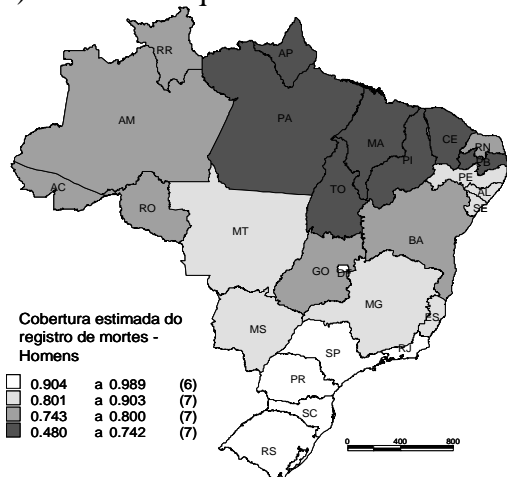 RR
AP
AM
PA
MA
CE
RN
PB
PI
PE
AL
SE
AC
TO
RO
BA
MT
GO
DF
MG
ES
MS
SP
RJ
PR
SC
RS
Cobertura estimada do
registro de mortes -
Homens
0.904 a 0.989 (6)
0.801 a 0.903 (7)
0.743 a 0.800 (7)
0.480 a 0.742 (7)
0 400 800